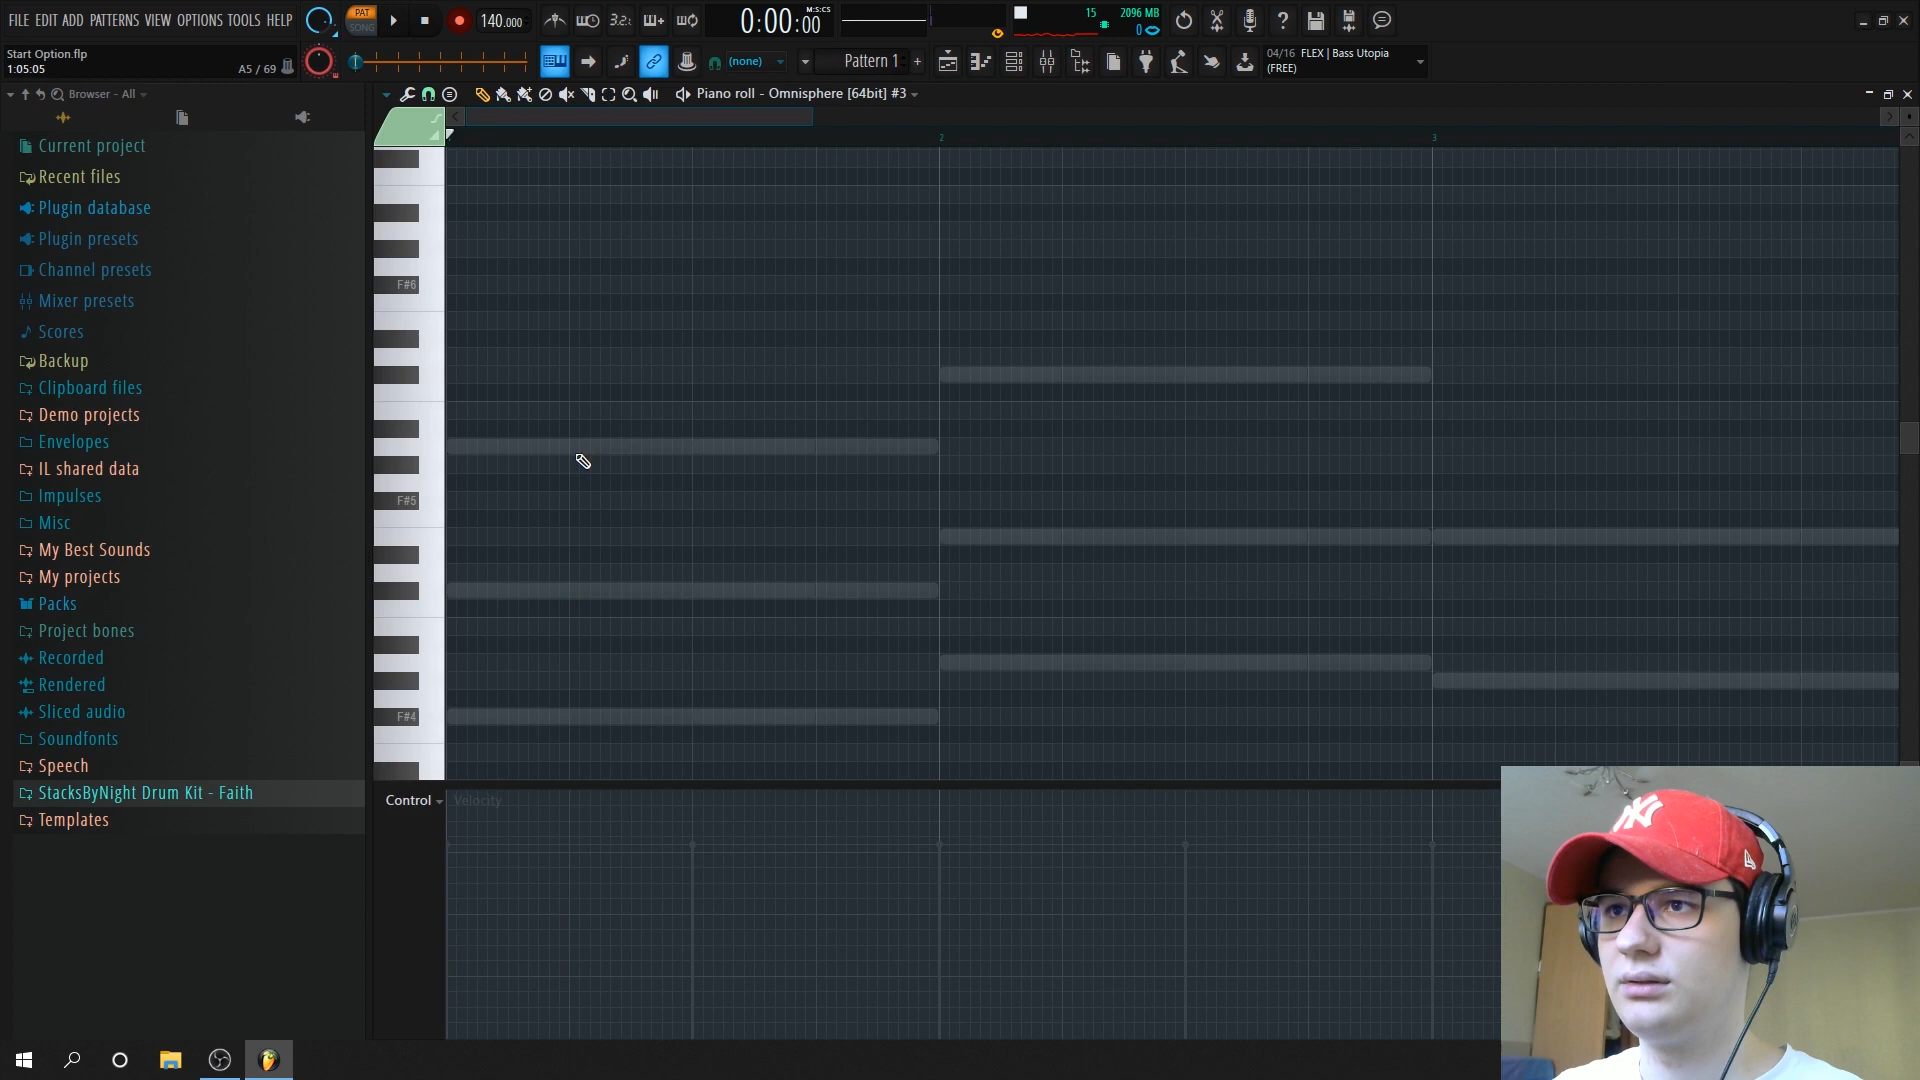 FILE EDIT ADD PATTERNS VIEW OPTIONS TOOLS HELP
PAT
SONG
140.000
3.2.:
M:S:CS
0:00:00
15
2096 MB
0
Start Option.flp
1:05:05
A5 / 69
(none)
Pattern 1
04/16 FLEX | Bass Utopia
(FREE)
Browser - All
Piano roll - Omnisphere [64bit] #3
2
3
Current project
Recent files
Plugin database
Plugin presets
Channel presets
Mixer presets
Scores
Backup
Clipboard files
Demo projects
Envelopes
IL shared data
Impulses
Misc
My Best Sounds
My projects
Packs
Project bones
Recorded
Rendered
Sliced audio
Soundfonts
Speech
StacksByNight Drum Kit - Faith
Templates
F#6
F#5
F#4
Control
Velocity
NY